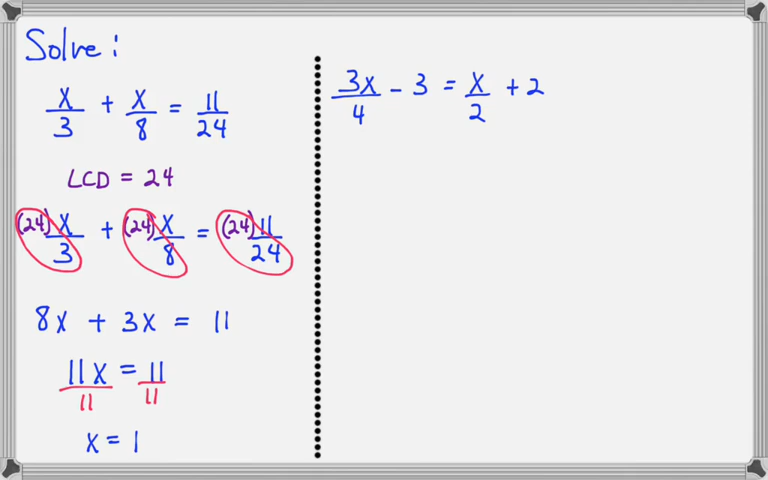 Solve:
x/3 + x/8 = 11/24
LCD = 24
(24)x/3 + (24)x/8 = (24)11/24
8x + 3x = 11
11x/11 = 11/11
x = 1
3x/4 - 3 = x/2 + 2